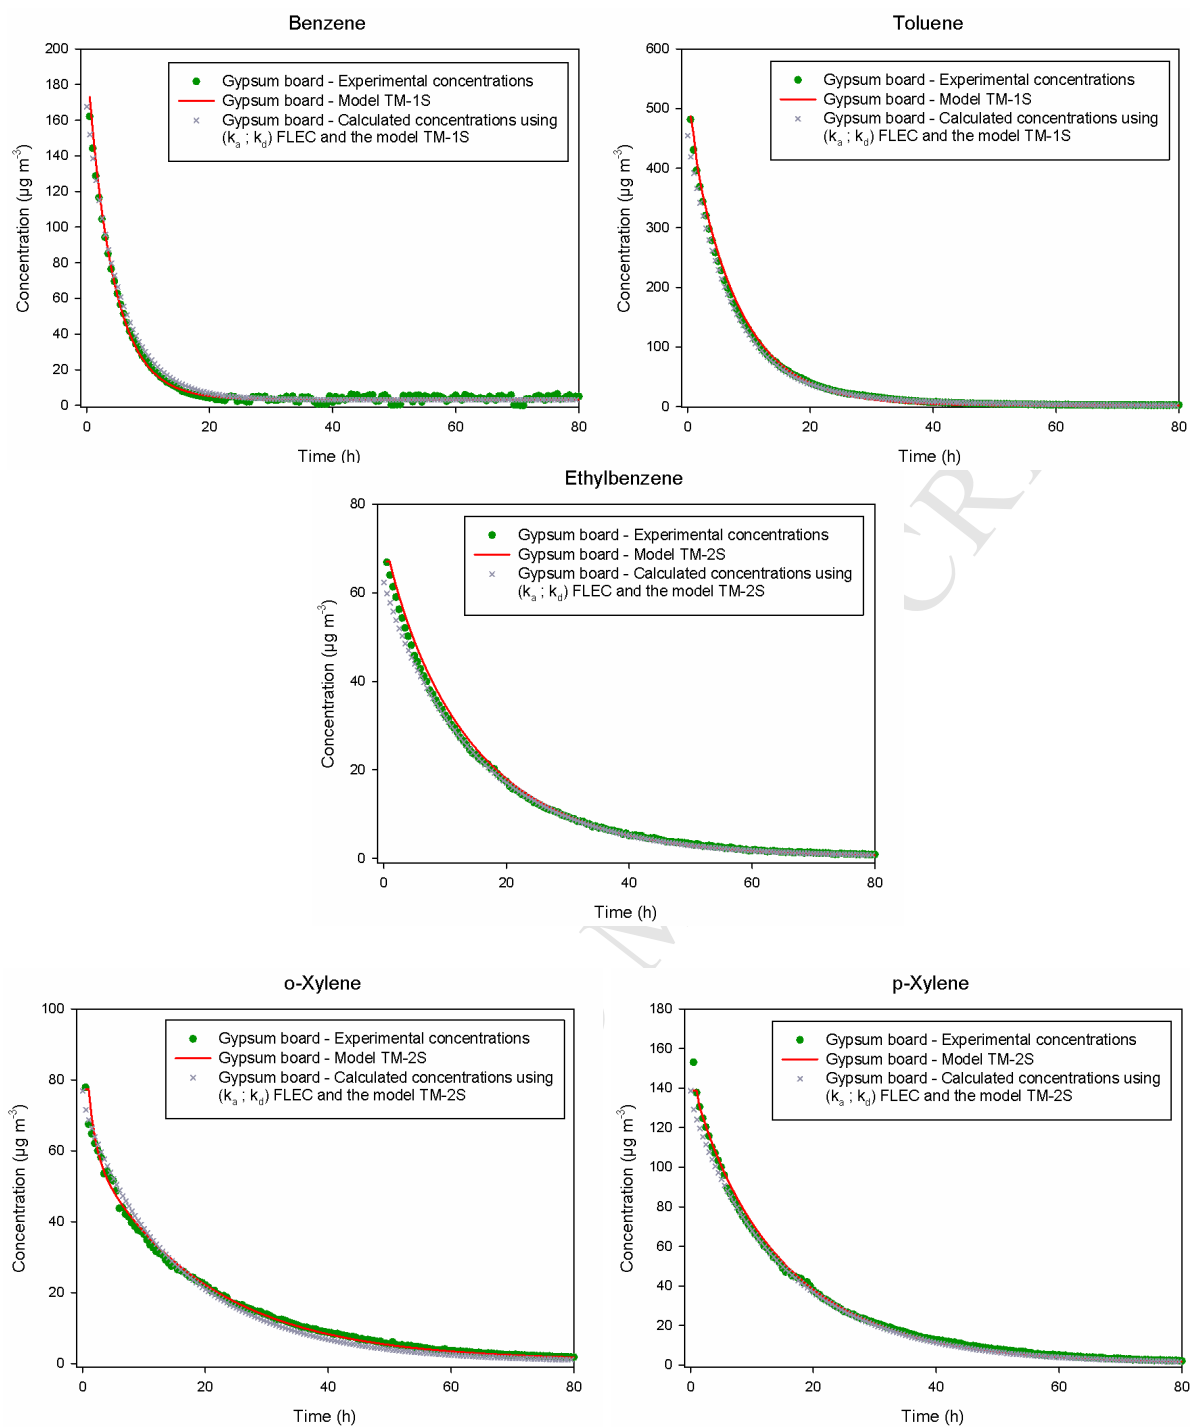 Benzene
200
180
160
140
120
100
80
60
40
20
0
Concentration (µg m-3)
Gypsum board - Experimental concentrations
Gypsum board - Model TM-1S
Gypsum board - Calculated concentrations using
(ka ; kd) FLEC and the model TM-1S
0 20 40 60 80
Time (h)
Toluene
600
500
400
300
200
100
0
Concentration (µg m-3)
Gypsum board - Experimental concentrations
Gypsum board - Model TM-1S
Gypsum board - Calculated concentrations using
(ka ; kd) FLEC and the model TM-1S
0 20 40 60 80
Time (h)
Ethylbenzene
80
60
40
20
0
Concentration (µg m-3)
Gypsum board - Experimental concentrations
Gypsum board - Model TM-2S
Gypsum board - Calculated concentrations using
(ka ; kd) FLEC and the model TM-2S
0 20 40 60 80
Time (h)
o-Xylene
100
80
60
40
20
0
Concentration (µg m-3)
Gypsum board - Experimental concentrations
Gypsum board - Model TM-2S
Gypsum board - Calculated concentrations using
(ka ; kd) FLEC and the model TM-2S
0 20 40 60 80
Time (h)
p-Xylene
180
160
140
120
100
80
60
40
20
0
Concentration (µg m-3)
Gypsum board - Experimental concentrations
Gypsum board - Model TM-2S
Gypsum board - Calculated concentrations using
(ka ; kd) FLEC and the model TM-2S
0 20 40 60 80
Time (h)